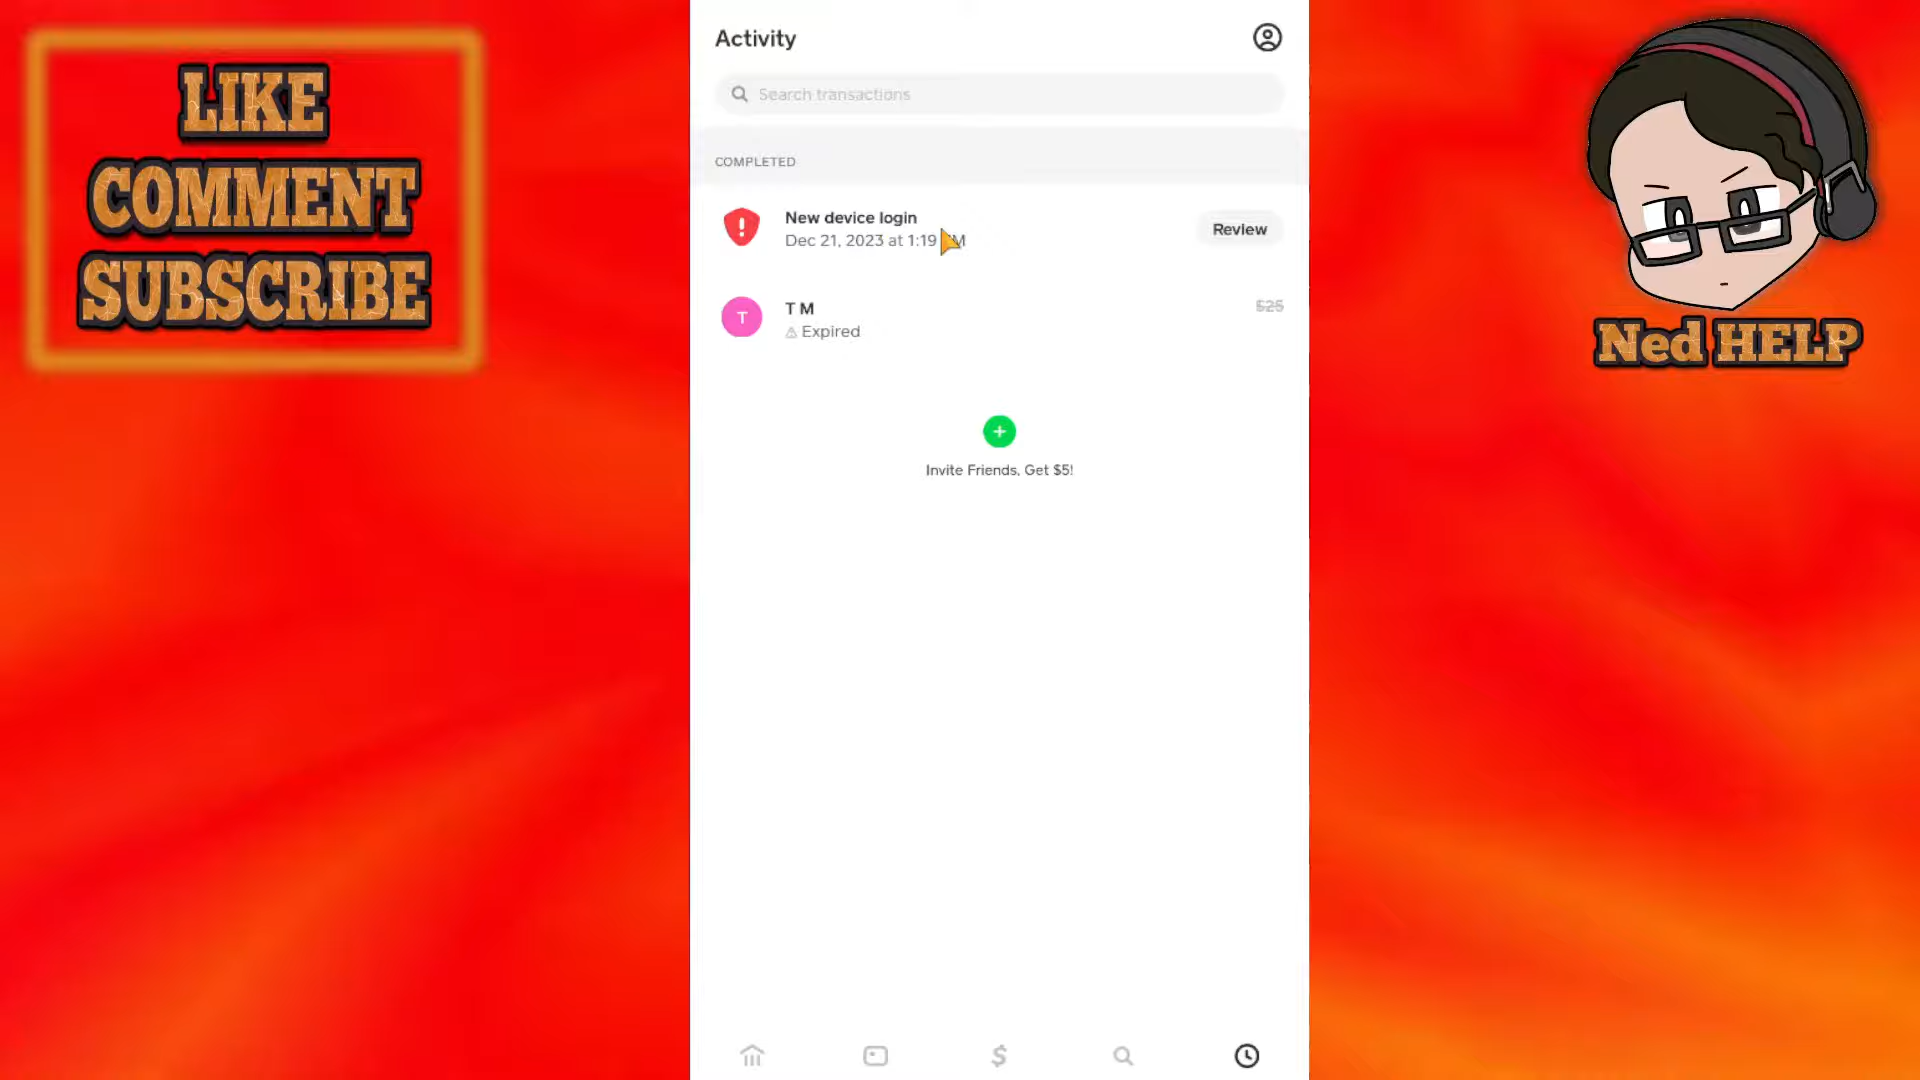 LIKE
COMMENT
SUBSCRIBE
Activity
Search transactions
COMPLETED
New device login
Dec 21, 2023 at 1:19
Review
T M
T
$25
Expired
+
Invite Friends, Get $5!
$
Ned HELP